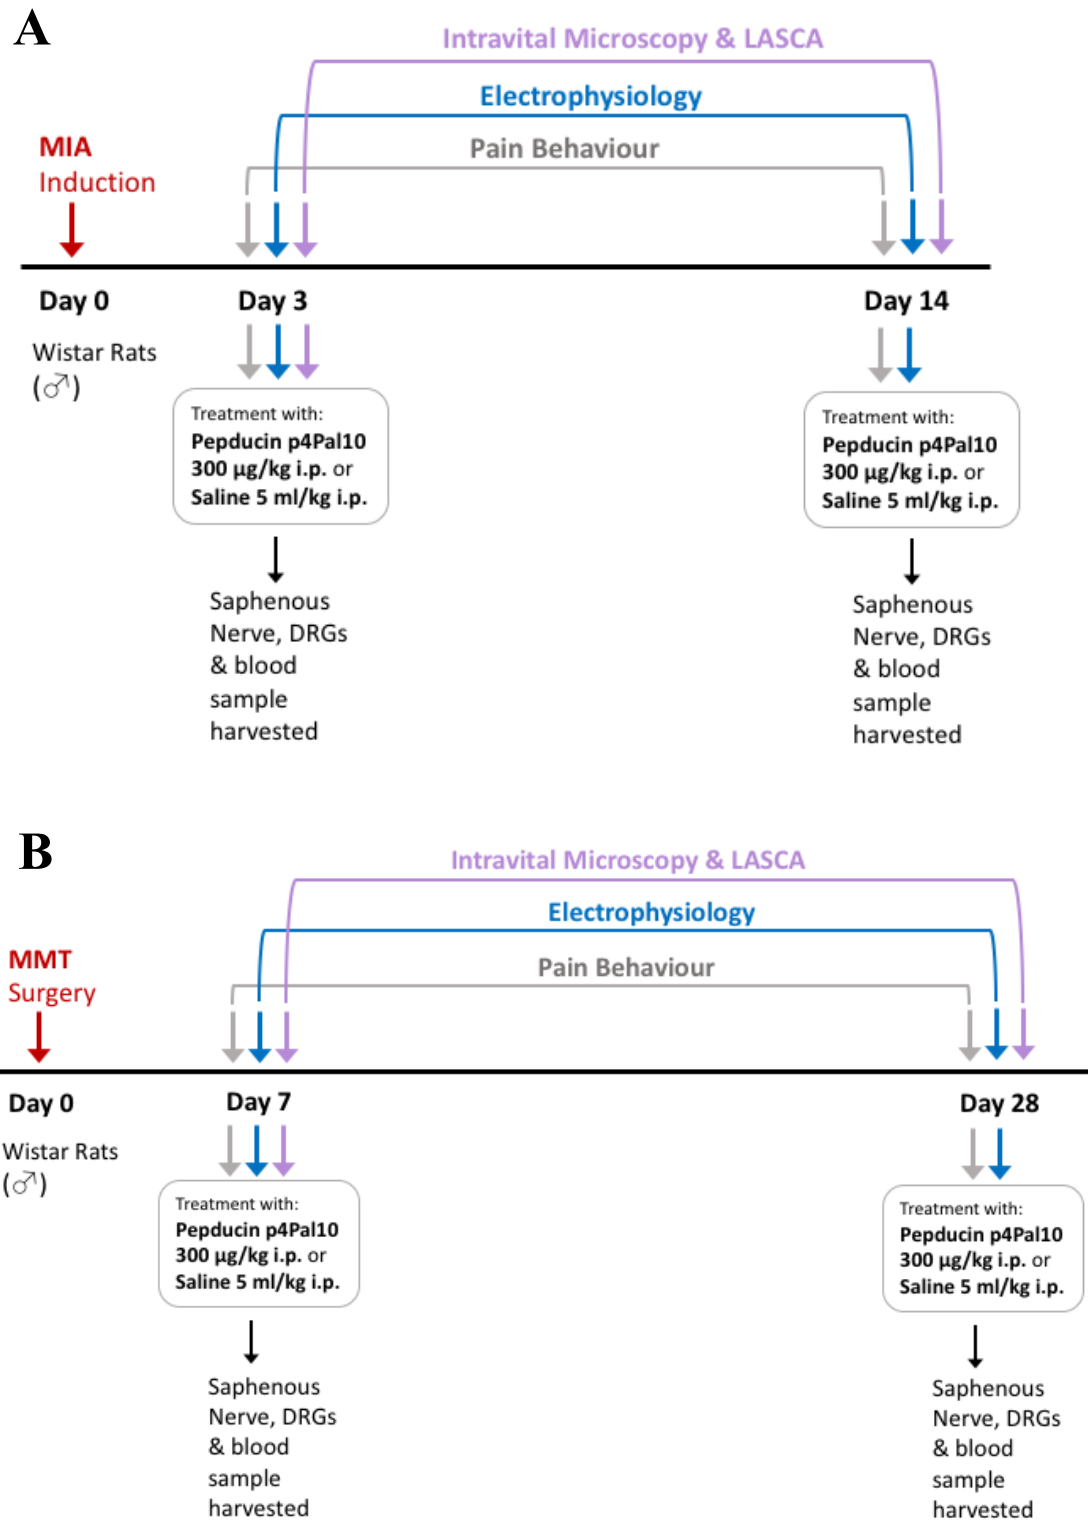 A
Intravital Microscopy & LASCA
Electrophysiology
Pain Behaviour
MIA
Induction
Day 0
Day 3
Day 14
Wistar Rats
(♂)
Treatment with:
Pepducin p4Pal10
300 µg/kg i.p. or
Saline 5 ml/kg i.p.
Treatment with:
Pepducin p4Pal10
300 µg/kg i.p. or
Saline 5 ml/kg i.p.
Saphenous
Nerve, DRGs
& blood
sample
harvested
Saphenous
Nerve, DRGs
& blood
sample
harvested
B
Intravital Microscopy & LASCA
Electrophysiology
Pain Behaviour
MMT
Surgery
Day 0
Day 7
Day 28
Wistar Rats
(♂)
Treatment with:
Pepducin p4Pal10
300 µg/kg i.p. or
Saline 5 ml/kg i.p.
Treatment with:
Pepducin p4Pal10
300 µg/kg i.p. or
Saline 5 ml/kg i.p.
Saphenous
Nerve, DRGs
& blood
sample
harvested
Saphenous
Nerve, DRGs
& blood
sample
harvested